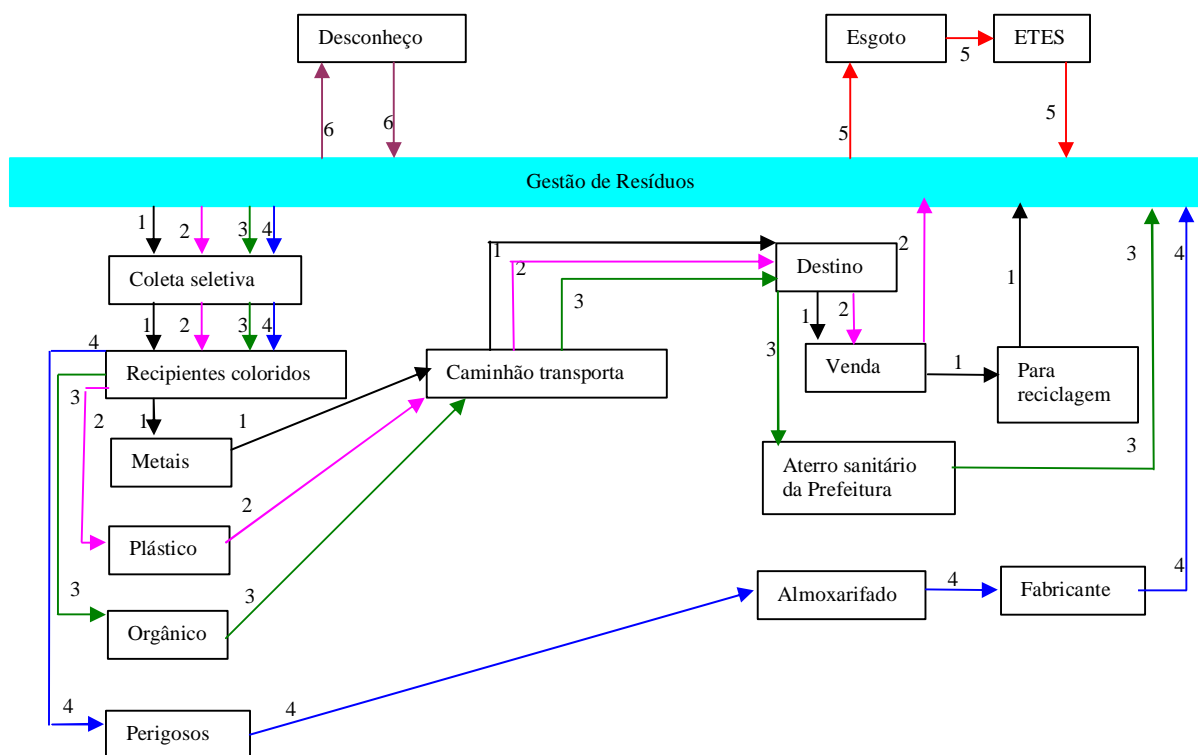 Desconheço
Esgoto
5
ETES
6
6
5
5
Gestão de Resíduos
1
2
3
4
Coleta seletiva
1
2
3
4
4
Recipientes coloridos
3
2
1
Metais
1
Plástico
2
3
Orgânico
3
4
Perigosos
4
Caminhão transporta
1
2
3
Destino
1
2
3
Venda
2
1
Para
reciclagem
1
Aterro sanitário
da Prefeitura
3
3
4
Almoxarifado
4
Fabricante
4